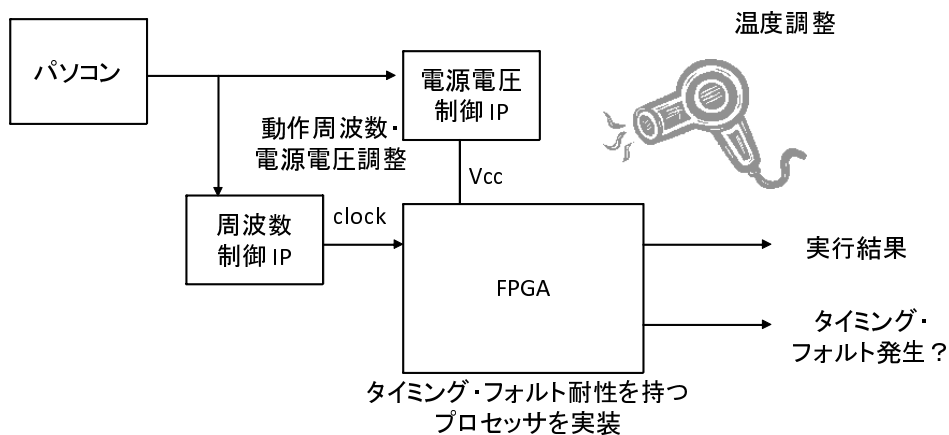 温度調整
パソコン
電源電圧
制御 IP
動作周波数・
電源電圧調整
Vcc
周波数
制御 IP
clock
FPGA
実行結果
タイミング・
フォルト発生？
タイミング・フォルト耐性を持つ
プロセッサを実装